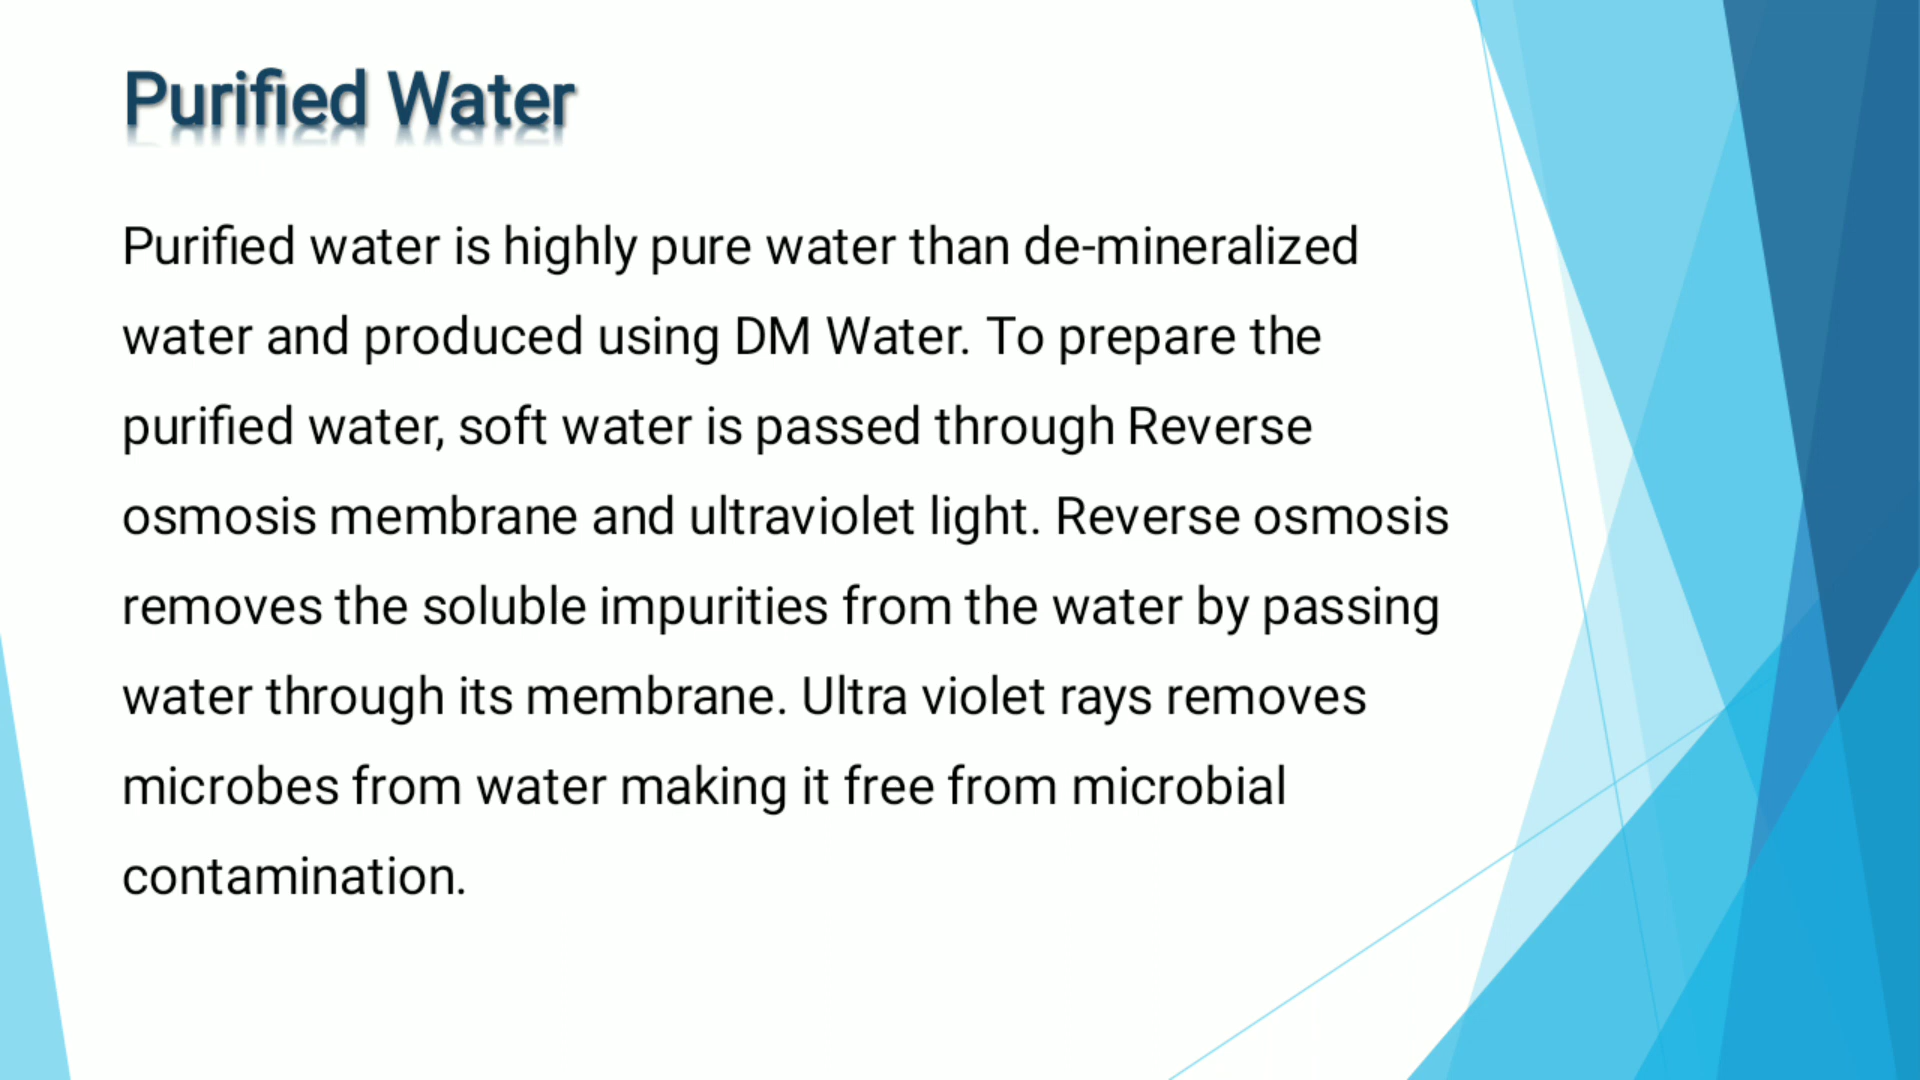 Purified Water
Purified water is highly pure water than de-mineralized
water and produced using DM Water. To prepare the
purified water, soft water is passed through Reverse
osmosis membrane and ultraviolet light. Reverse osmosis
removes the soluble impurities from the water by passing
water through its membrane. Ultra violet rays removes
microbes from water making it free from microbial
contamination.